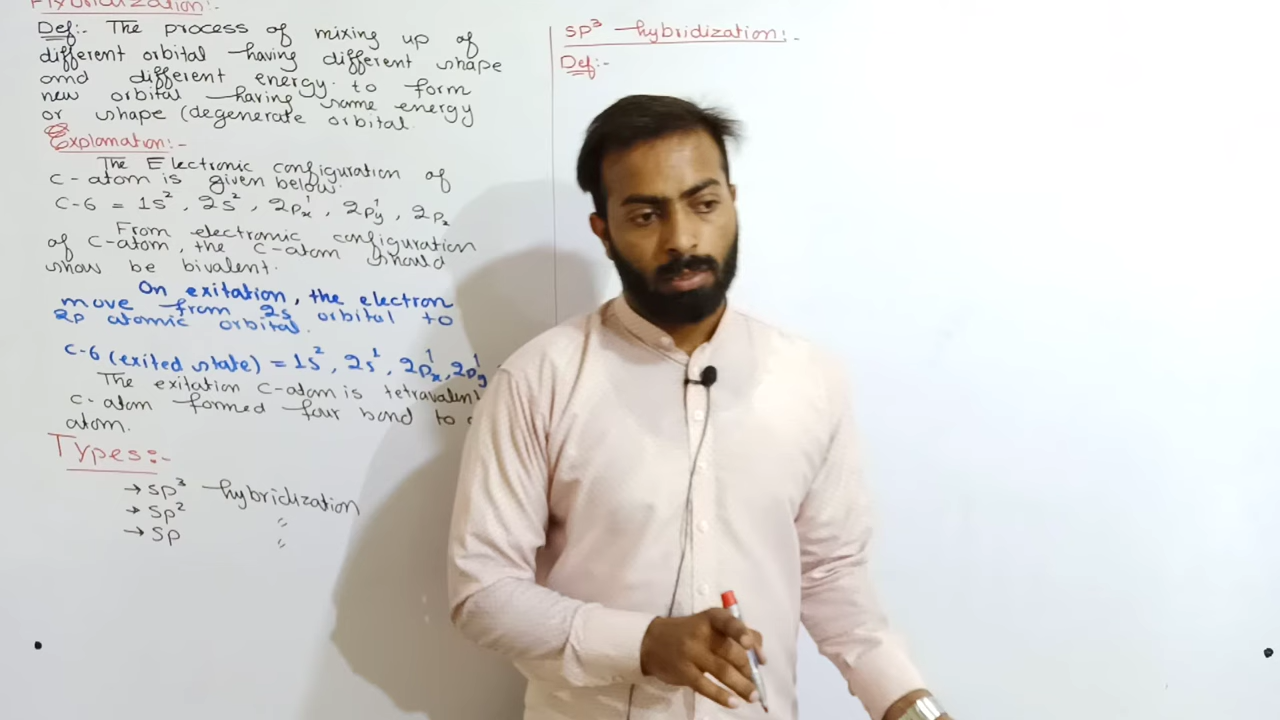 Hybridization:-
Def:- The process of mixing up of
different orbital having different shape
and different energy to form
new orbital having same energy
or shape (degenerate orbital.
Explanation:-
The Electronic configuration of
C-atom is given below.
C-6 = 1s², 2s², 2pₓ¹, 2pᵧ¹, 2p_z
From electronic configuration
of C-atom, the C-atom should
show be bivalent.
On exitation, the electron
move from 2s orbital to
2p atomic orbital.
C-6 (exited state) = 1s², 2s¹, 2pₓ¹, 2pᵧ¹
The exitation C-atom is tetravalent
C-atom formed four bond to
atom.
Types:-
→ sp³ hybridization
→ sp² "
→ sp "
sp³ hybridization:-
Def:-